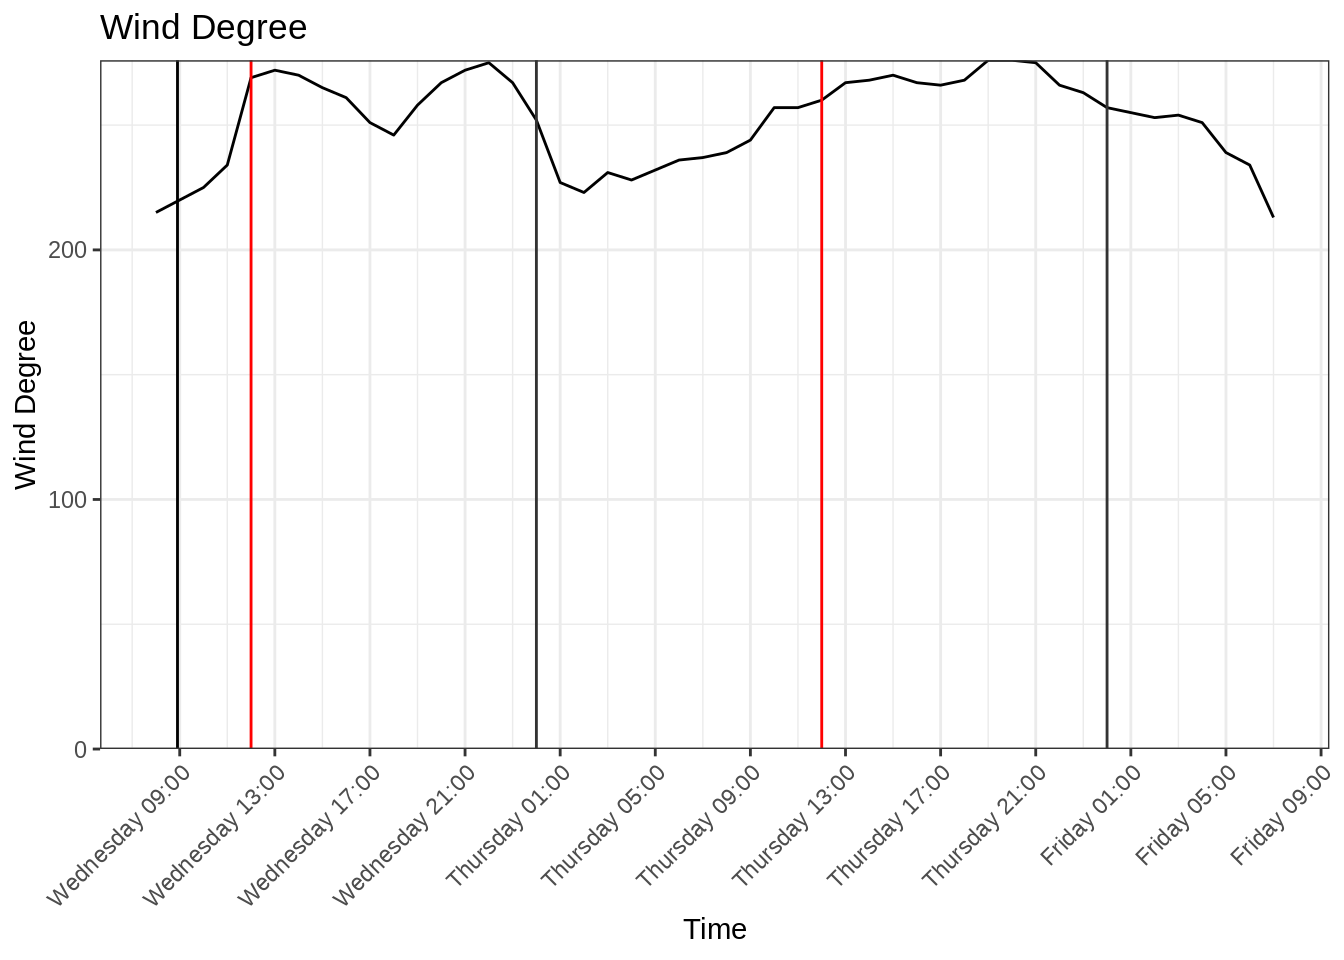 Wind Degree
Wind Degree
200
100
0
Wednesday 09:00
Wednesday 13:00
Wednesday 17:00
Wednesday 21:00
Thursday 01:00
Thursday 05:00
Thursday 09:00
Thursday 13:00
Thursday 17:00
Thursday 21:00
Friday 01:00
Friday 05:00
Friday 09:00
Time